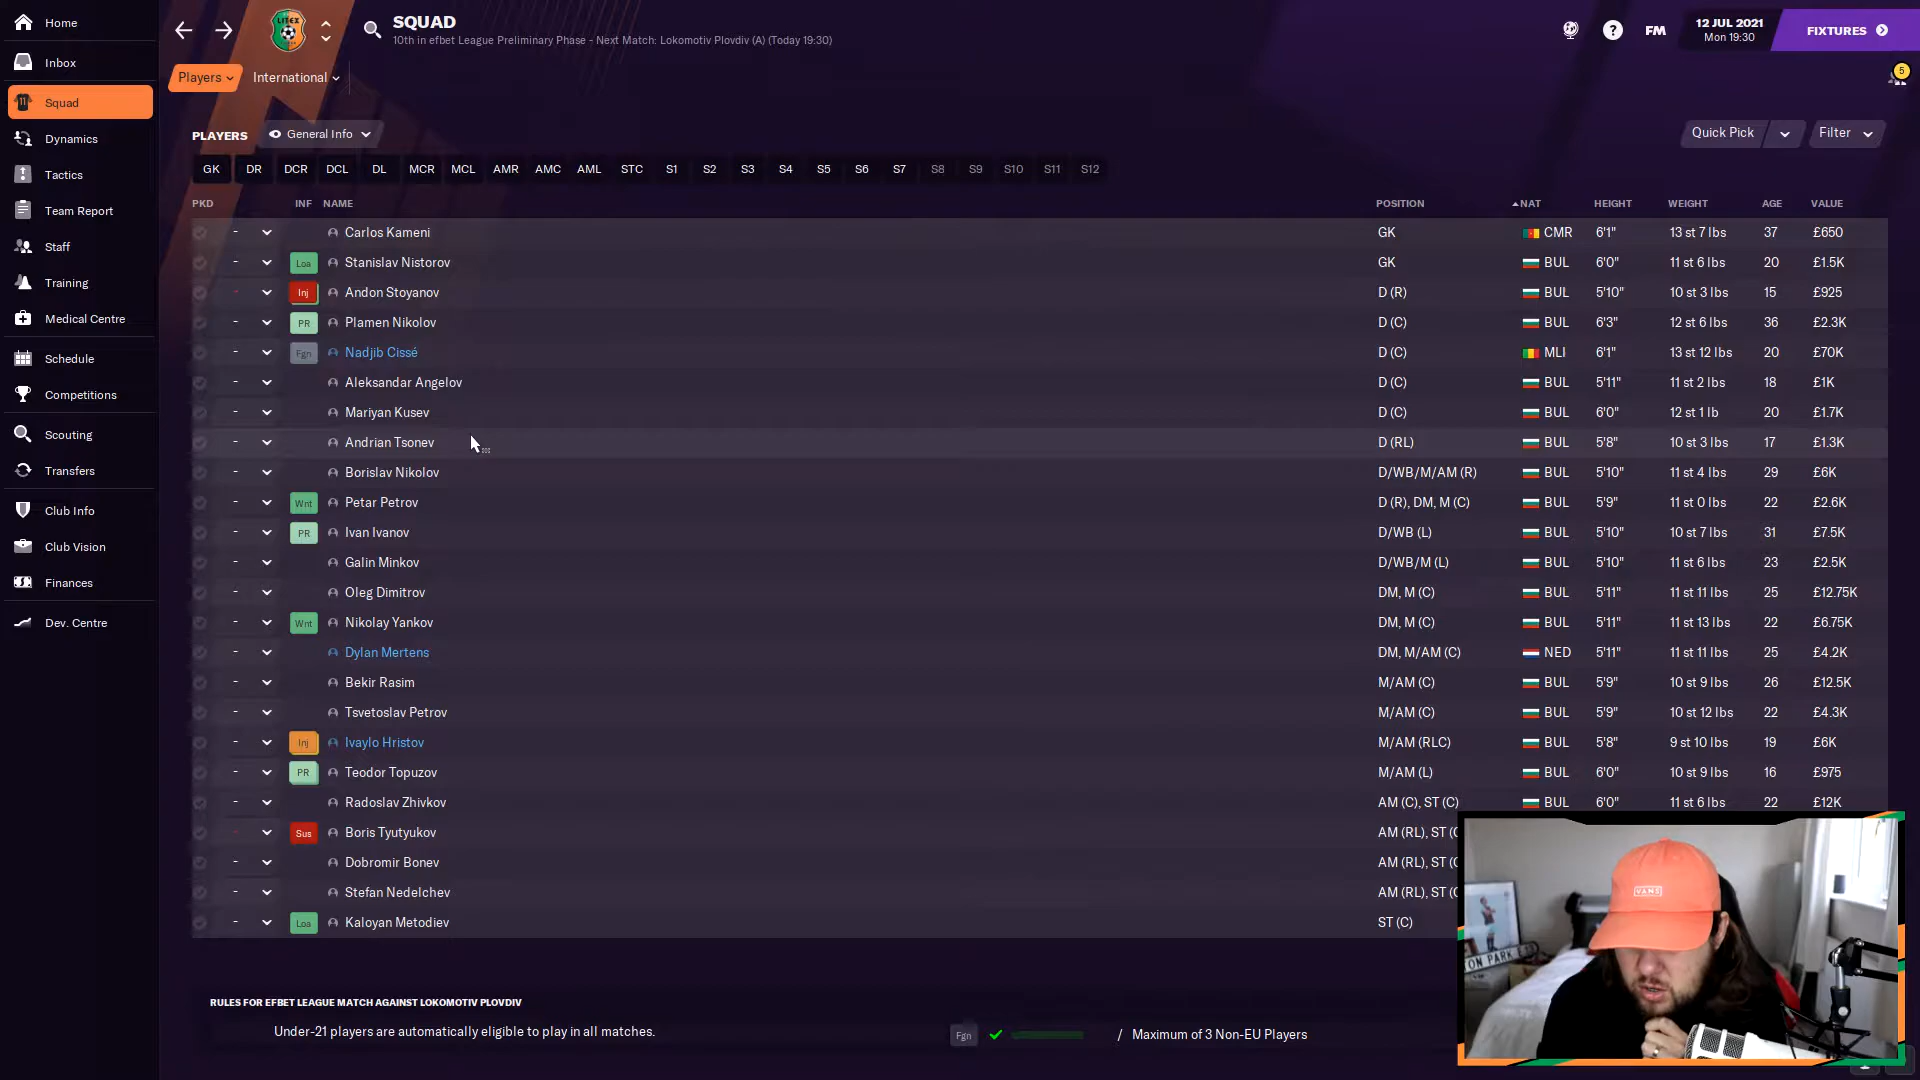 Home
Inbox
Squad
Dynamics
Tactics
Team Report
Staff
Training
Medical Centre
Schedule
Competitions
Scouting
Transfers
Club Info
Club Vision
Finances
Dev. Centre
LITEX
SQUAD
10th in efbet League Preliminary Phase - Next Match: Lokomotiv Plovdiv (A) (Today 19:30)
FM
12 JUL 2021
Mon 19:30
FIXTURES
5
Players
International
PLAYERS General Info
Quick Pick Filter
GK DR DCR DCL DL MCR MCL AMR AMC AML STC S1 S2 S3 S4 S5 S6 S7 S8 S9 S10 S11 S12
PKD INF NAME POSITION NAT HEIGHT WEIGHT AGE VALUE
- Carlos Kameni GK CMR 6'1" 13 st 7 lbs 37 £650
- Loa Stanislav Nistorov GK BUL 6'0" 11 st 6 lbs 20 £1.5K
- Inj Andon Stoyanov D (R) BUL 5'10" 10 st 3 lbs 15 £925
- PR Plamen Nikolov D (C) BUL 6'3" 12 st 6 lbs 36 £2.3K
- Fgn Nadjib Cissé D (C) MLI 6'1" 13 st 12 lbs 20 £70K
- Aleksandar Angelov D (C) BUL 5'11" 11 st 2 lbs 18 £1K
- Mariyan Kusev D (C) BUL 6'0" 12 st 1 lb 20 £1.7K
- Andrian Tsonev D (RL) BUL 5'8" 10 st 3 lbs 17 £1.3K
- Borislav Nikolov D/WB/M/AM (R) BUL 5'10" 11 st 4 lbs 29 £6K
- Wnt Petar Petrov D (R), DM, M (C) BUL 5'9" 11 st 0 lbs 22 £2.6K
- PR Ivan Ivanov D/WB (L) BUL 5'10" 10 st 7 lbs 31 £7.5K
- Galin Minkov D/WB/M (L) BUL 5'10" 11 st 6 lbs 23 £2.5K
- Oleg Dimitrov DM, M (C) BUL 5'11" 11 st 11 lbs 25 £12.75K
- Wnt Nikolay Yankov DM, M (C) BUL 5'11" 11 st 13 lbs 22 £6.75K
- Dylan Mertens DM, M/AM (C) NED 5'11" 11 st 11 lbs 25 £4.2K
- Bekir Rasim M/AM (C) BUL 5'9" 10 st 9 lbs 26 £12.5K
- Tsvetoslav Petrov M/AM (C) BUL 5'9" 10 st 12 lbs 22 £4.3K
- Inj Ivaylo Hristov M/AM (RLC) BUL 5'8" 9 st 10 lbs 19 £6K
- PR Teodor Topuzov M/AM (L) BUL 6'0" 10 st 9 lbs 16 £975
- Radoslav Zhivkov AM (C), ST (C) BUL 6'0" 11 st 6 lbs 22 £12K
- Sus Boris Tyutyukov AM (RL), ST (C
- Dobromir Bonev AM (RL), ST (C
- Stefan Nedelchev AM (RL), ST (C
- Loa Kaloyan Metodiev ST (C)
VANS
TON PARK E13
RULES FOR EFBET LEAGUE MATCH AGAINST LOKOMOTIV PLOVDIV
Under-21 players are automatically eligible to play in all matches.
Fgn / Maximum of 3 Non-EU Players